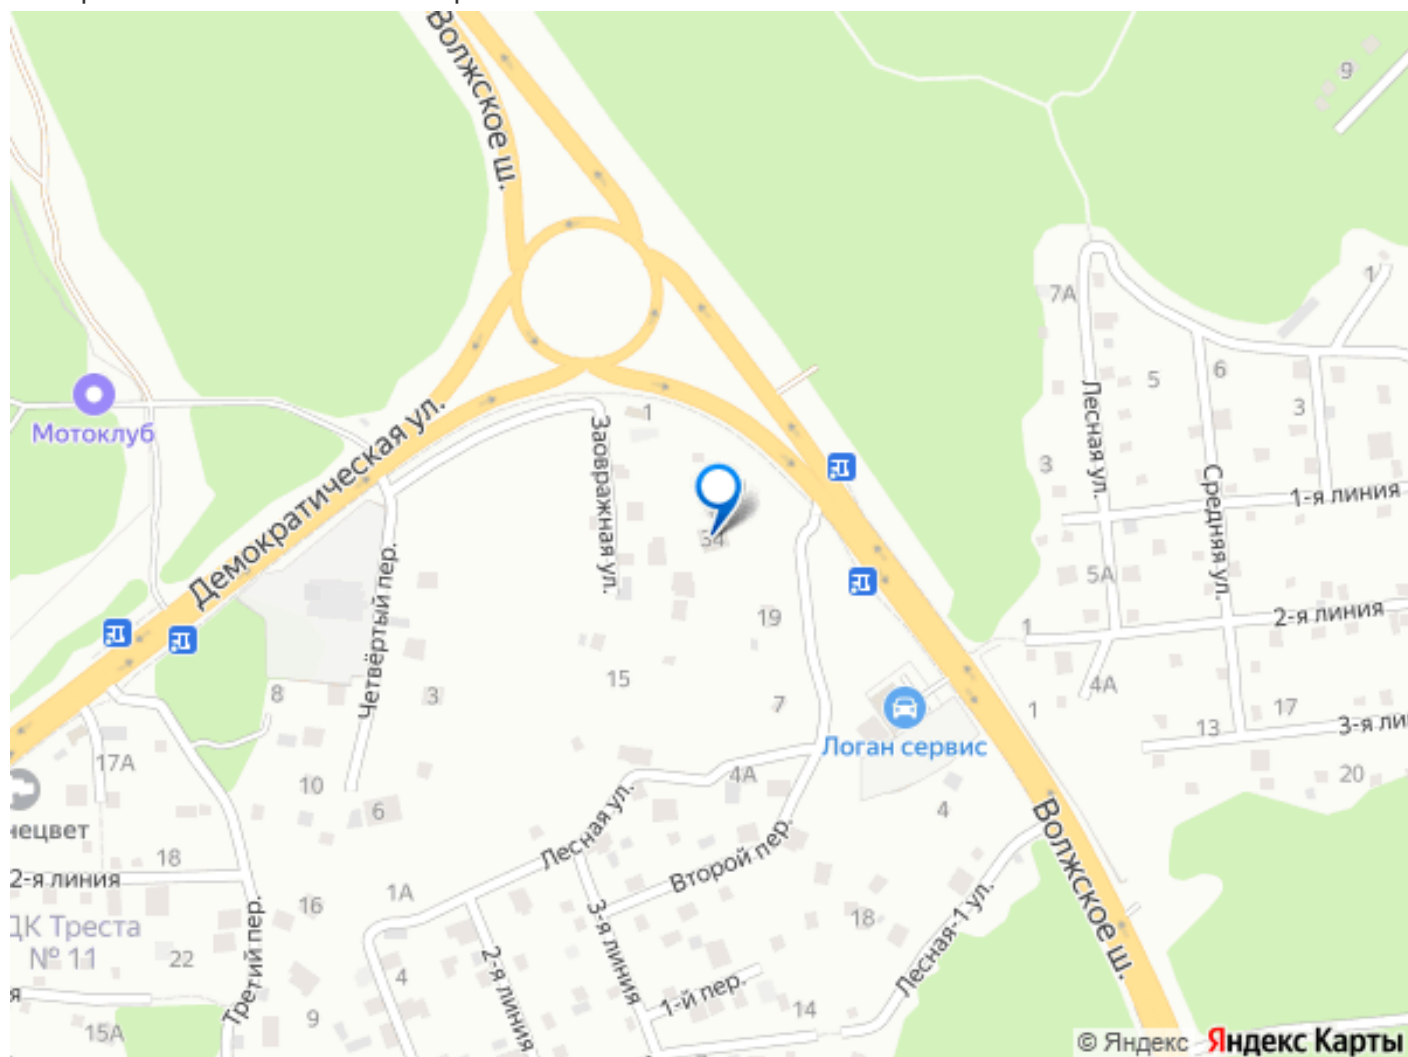 Волжское ш.
9
7А
1
Лесная ул.
5
6
3
Мотоклуб
Демократическая ул.
Заовражная ул.
1
3
Средняя ул.
1-я линия
34
Четвёртый пер.
5А
19
1
2-я линия
15
8
3
7
4А
1
13
17
3-я ли
Логан сервис
17А
10
4А
20
6
4
нецвет
Лесная ул.
18
2-я линия
Второй пер.
Волжское ш.
1А
16
3-я линия
18
Лесная-1 ул.
ДК Треста
№ 11
22
Третий пер.
4
2-я линия
1-й пер.
я
9
14
15А
© Яндекс Яндекс Карты